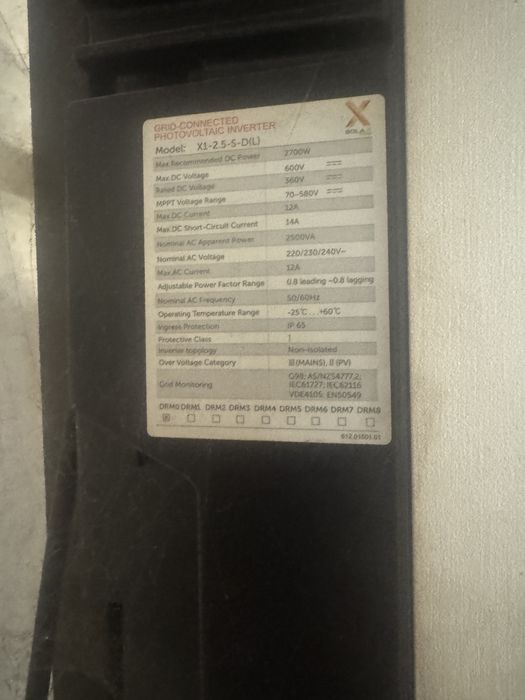 GRID-CONNECTED
PHOTOVOLTAIC INVERTER
X
SOLA
Model: X1-2.5-S-D(L)
Max.Recommended DC Power 2700W
Max.DC Voltage 600V
Rated DC Voltage 360V
MPPT Voltage Range 70-580V
Max.DC Current 12A
Max.DC Short-Circuit Current 14A
Nominal AC Apparent Power 2500VA
Nominal AC Voltage 220/230/240V~
Max.AC Current 12A
Adjustable Power Factor Range 0.8 leading ~0.8 lagging
Nominal AC Frequency 50/60Hz
Operating Temperature Range -25℃...+60℃
Ingress Protection IP 65
Protective Class I
Inverter topology Non-isolated
Over Voltage Category III(MAINS), II (PV)
Grid Monitoring G98; AS/NZS4777.2;
IEC61727; IEC62116
VDE4105; EN50549
DRM0 DRM1 DRM2 DRM3 DRM4 DRM5 DRM6 DRM7 DRM8
612.01601.01